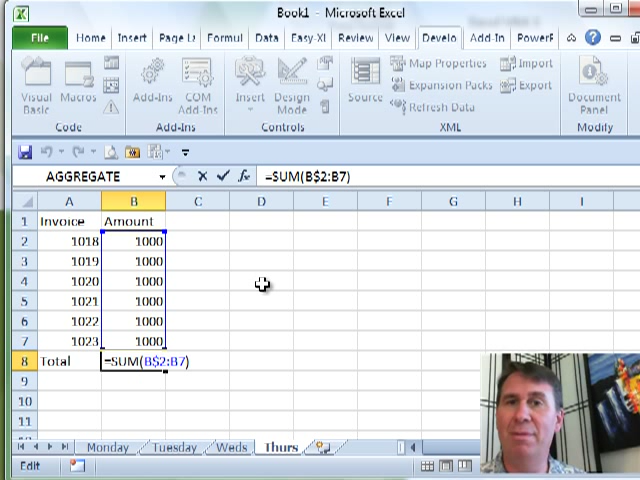 Book1 - Microsoft Excel
File Home Insert Page L Formul Data Easy-Xl Review View Develo Add-In PowerP
Visual Basic
Macros
Code
Add-Ins
COM Add-Ins
Add-Ins
Insert
Design Mode
Controls
Source
Map Properties
Expansion Packs
Refresh Data
Import
Export
XML
Document Panel
Modify
AGGREGATE fx =SUM(B$2:B7)
A B C D E F G H I
1 Invoice Amount
2 1018 1000
3 1019 1000
4 1020 1000
5 1021 1000
6 1022 1000
7 1023 1000
8 Total =SUM(B$2:B7)
9
10
11
Monday Tuesday Weds Thurs
Edit